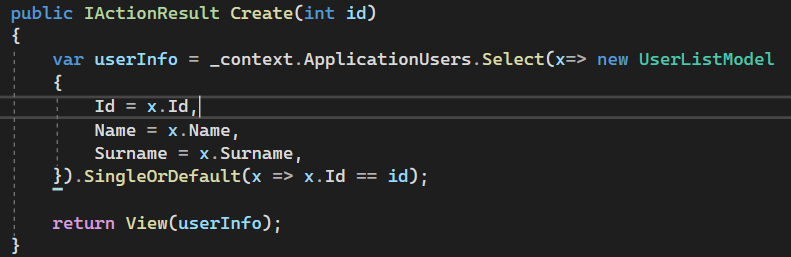 public IActionResult Create(int id)
{
    var userInfo = _context.ApplicationUsers.Select(x=> new UserListModel
    {
        Id = x.Id,
        Name = x.Name,
        Surname = x.Surname,
    }).SingleOrDefault(x => x.Id == id);
    return View(userInfo);
}